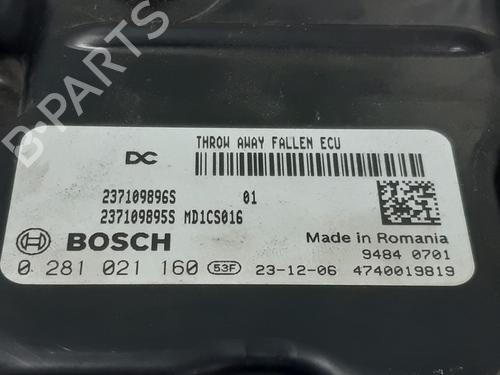 B-PARTS
THROW AWAY FALLEN ECU
DC
237109896S 01
237109895S MD1CS016
BOSCH
Made in Romania
9484 0701
0 281 021 160 53F 23-12-06 4740019819